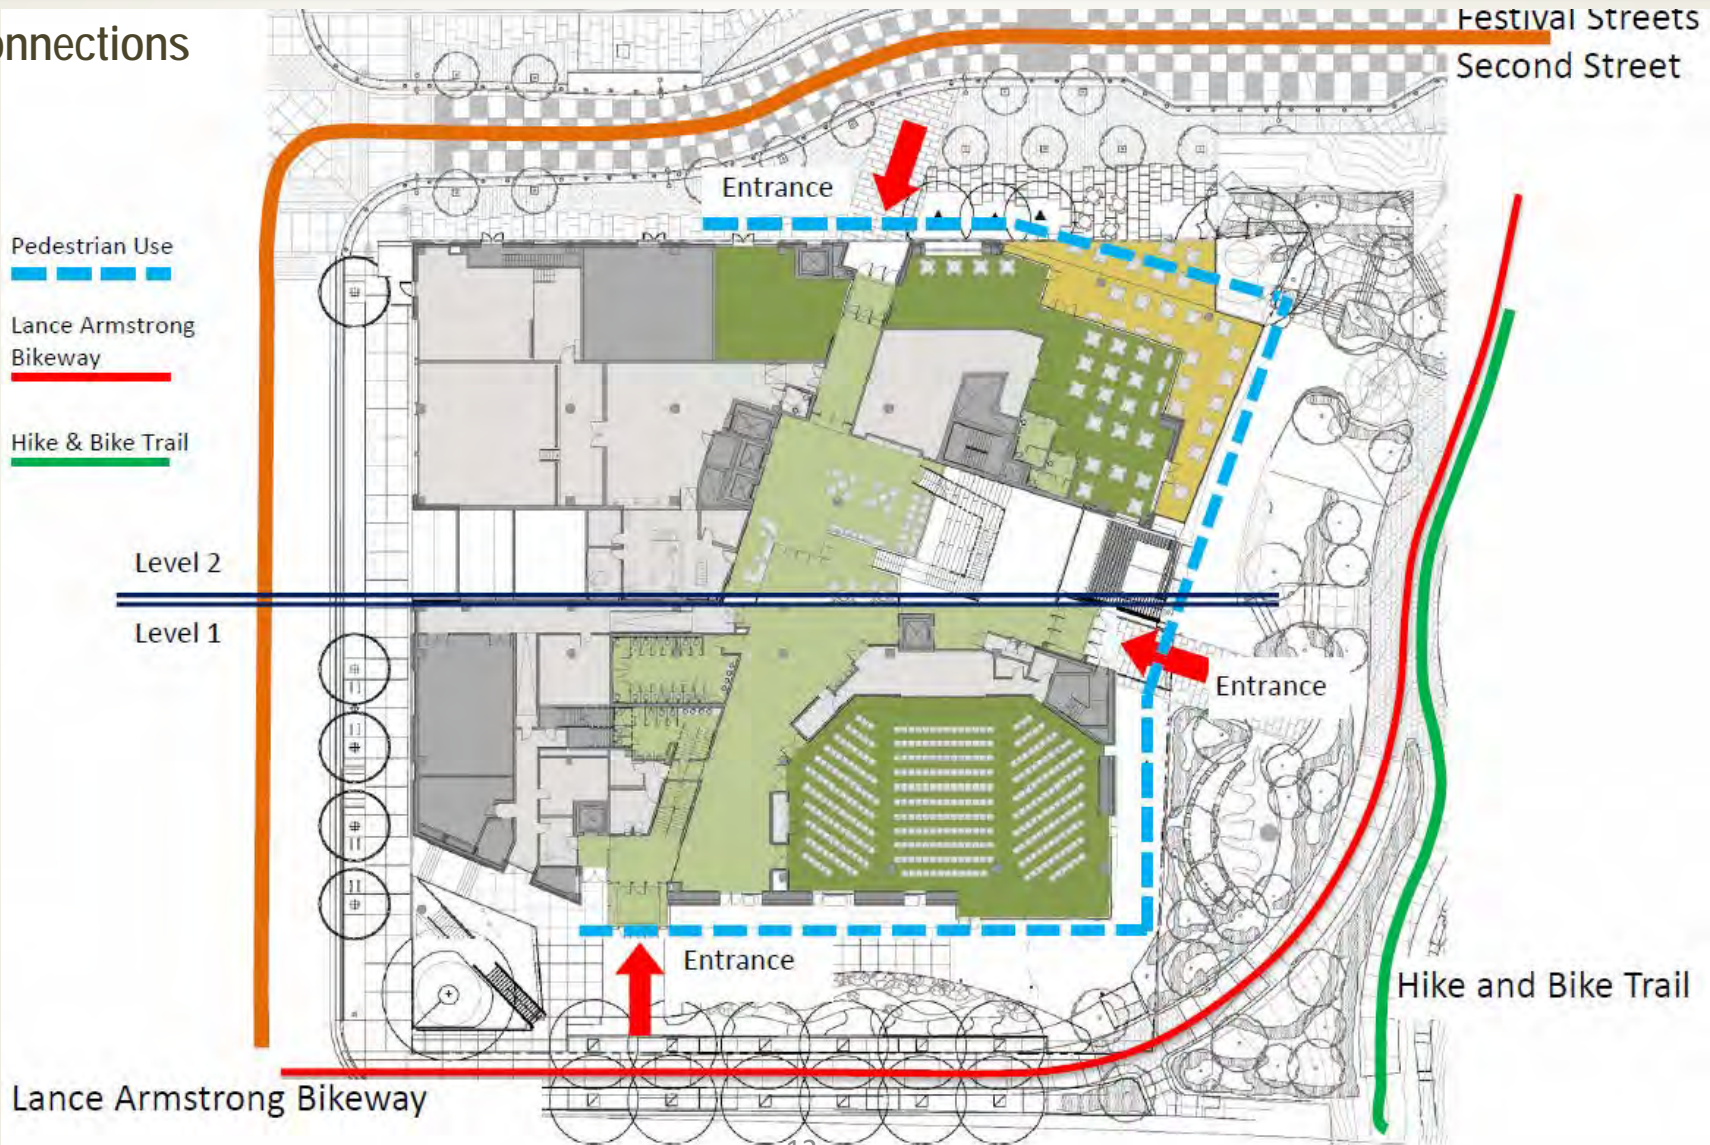 onnections
Festival Streets
Second Street
Entrance
Pedestrian Use
Lance Armstrong
Bikeway
Hike & Bike Trail
Level 2
Level 1
Entrance
Entrance
Hike and Bike Trail
Lance Armstrong Bikeway